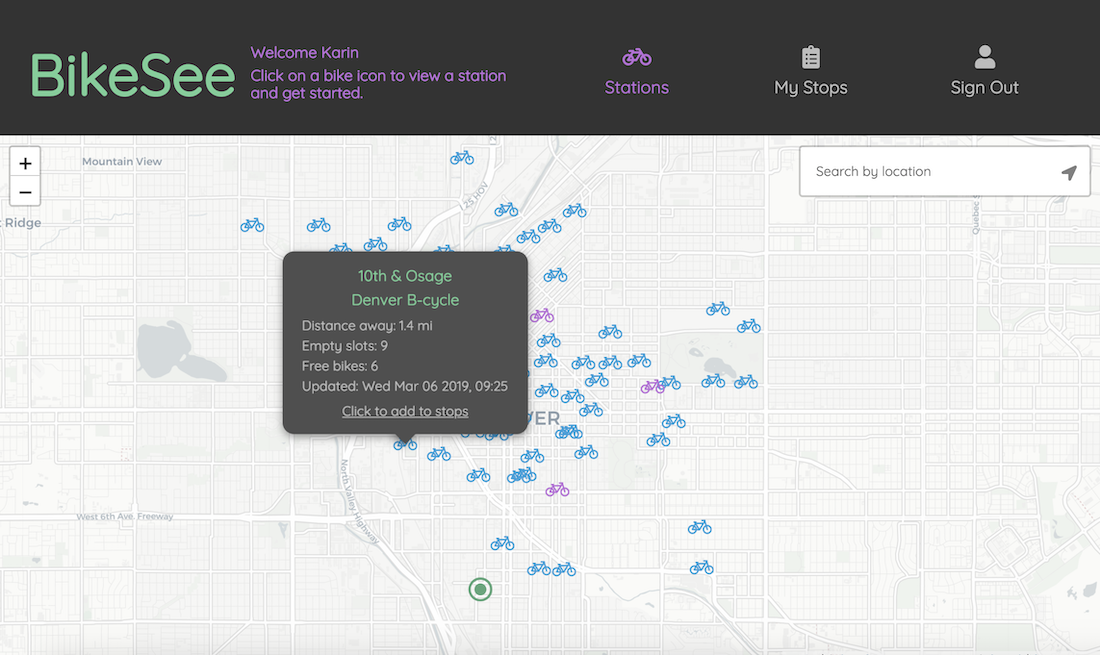 BikeSee
Welcome Karin
Click on a bike icon to view a station
and get started.
Stations
My Stops
Sign Out
+
−
Search by location
Mountain View
25 HOV
Ridge
Quebec
10th & Osage
Denver B-cycle
Distance away: 1.4 mi
Empty slots: 9
Free bikes: 6
Updated: Wed Mar 06 2019, 09:25
Click to add to stops
VER
North Valley Highway
West 6th Ave. Freeway